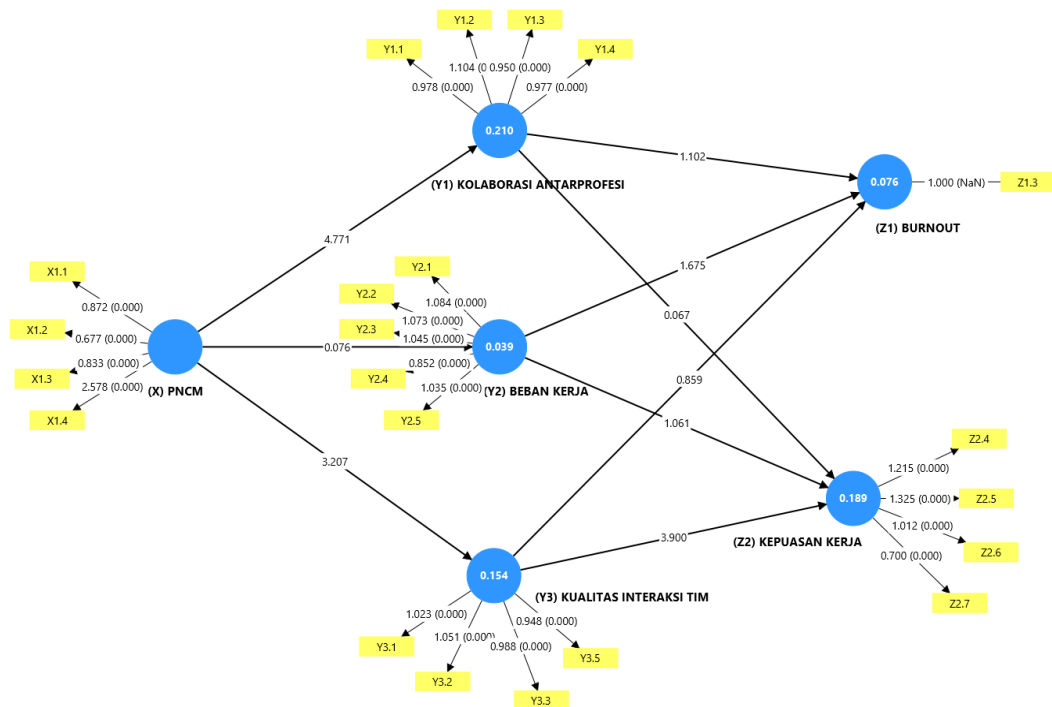 Y1.2
Y1.3
Y1.1
Y1.4
1.104 (0
0.950 (0.000)
0.978 (0.000)
0.977 (0.000)
0.210
(Y1) KOLABORASI ANTARPROFESI
1.102
0.076
1.000 (NaN)
Z1.3
(Z1) BURNOUT
4.771
1.675
X1.1
0.872 (0.000)
X1.2
0.677 (0.000)
0.833 (0.000)
X1.3
2.578 (0.000)
X1.4
(X) PNCM
0.076
Y2.1
1.084 (0.000)
Y2.2
1.073 (0.000)
Y2.3
1.045 (0.000)
0.039
0.852 (0.000)
Y2.4
1.035 (0.000)
(Y2) BEBAN KERJA
Y2.5
0.067
0.859
1.061
3.207
3.900
0.189
(Z2) KEPUASAN KERJA
Z2.4
1.215 (0.000)
1.325 (0.000)
Z2.5
1.012 (0.000)
Z2.6
0.700 (0.000)
Z2.7
0.154
(Y3) KUALITAS INTERAKSI TIM
1.023 (0.000)
0.948 (0.000)
1.051 (0.000)
0.988 (0.000)
Y3.1
Y3.5
Y3.2
Y3.3